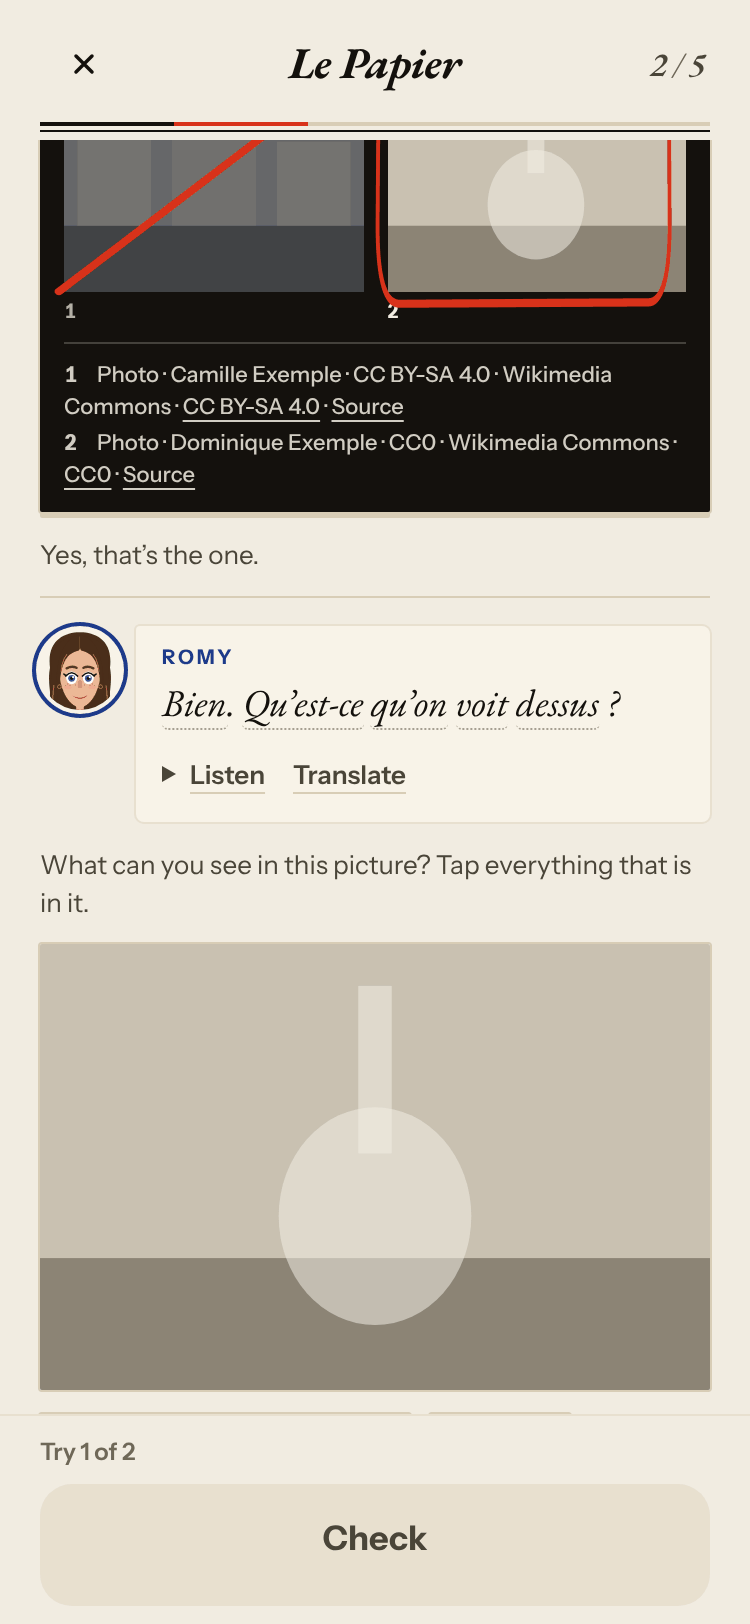 Le Papier
2/5
1
2
1 Photo · Camille Exemple · CC BY-SA 4.0 · Wikimedia
Commons · CC BY-SA 4.0 · Source
2 Photo · Dominique Exemple · CC0 · Wikimedia Commons ·
CC0 · Source
Yes, that’s the one.
ROMY
Bien. Qu’est-ce qu’on voit dessus ?
Listen Translate
What can you see in this picture? Tap everything that is
in it.
Try 1 of 2
Check